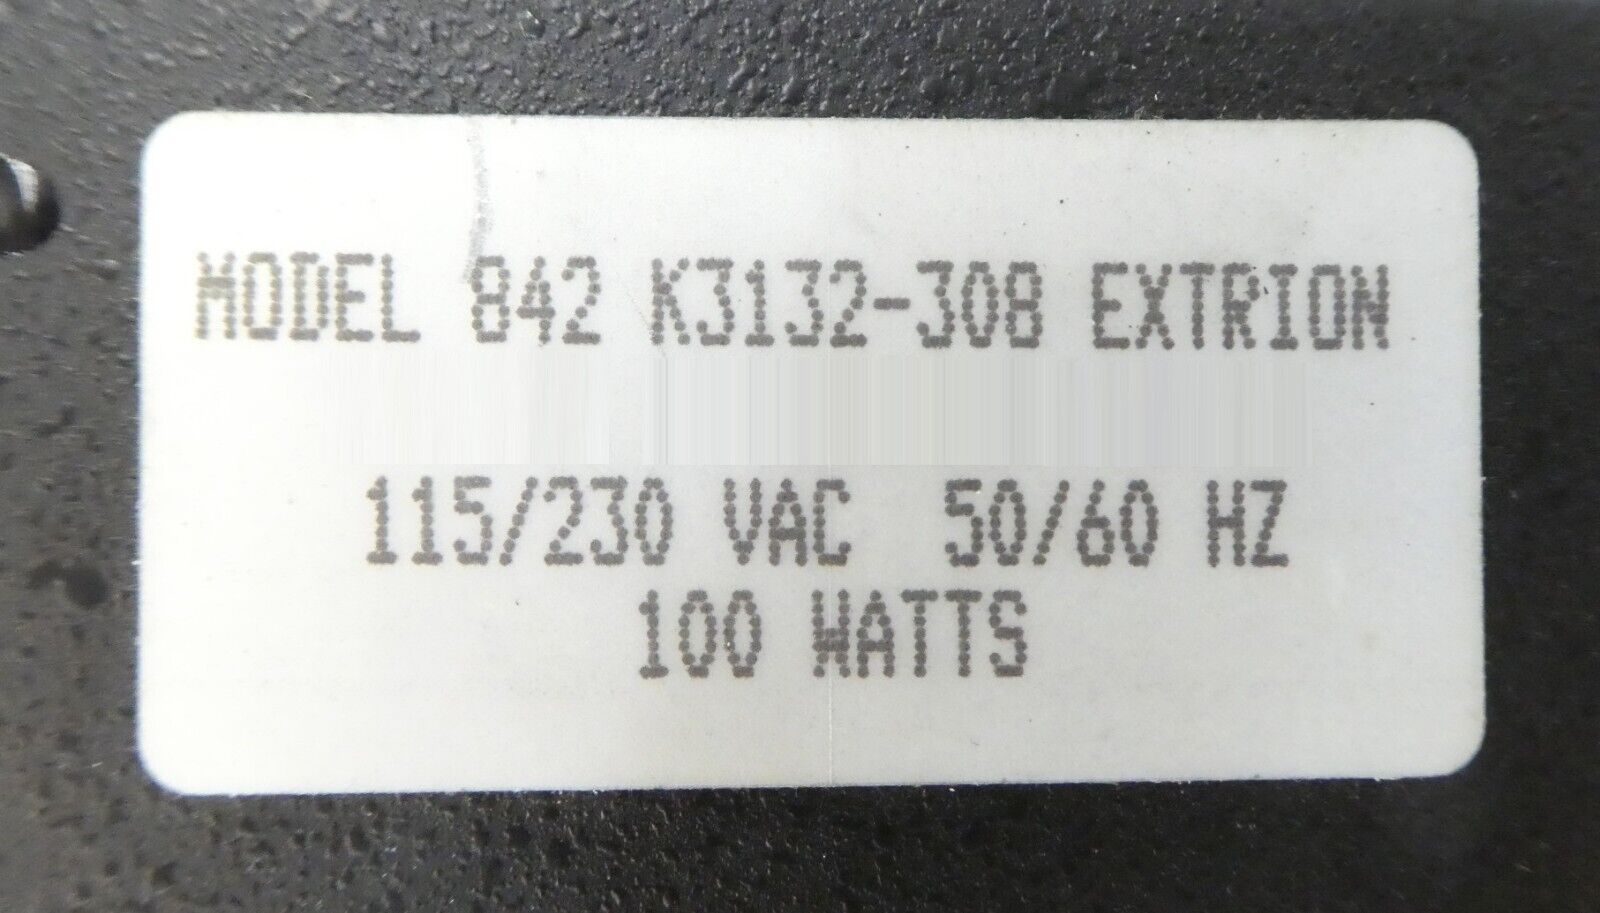 MODEL 842 K3132-308 EXTRION
115/230 VAC 50/60 HZ
100 WATTS